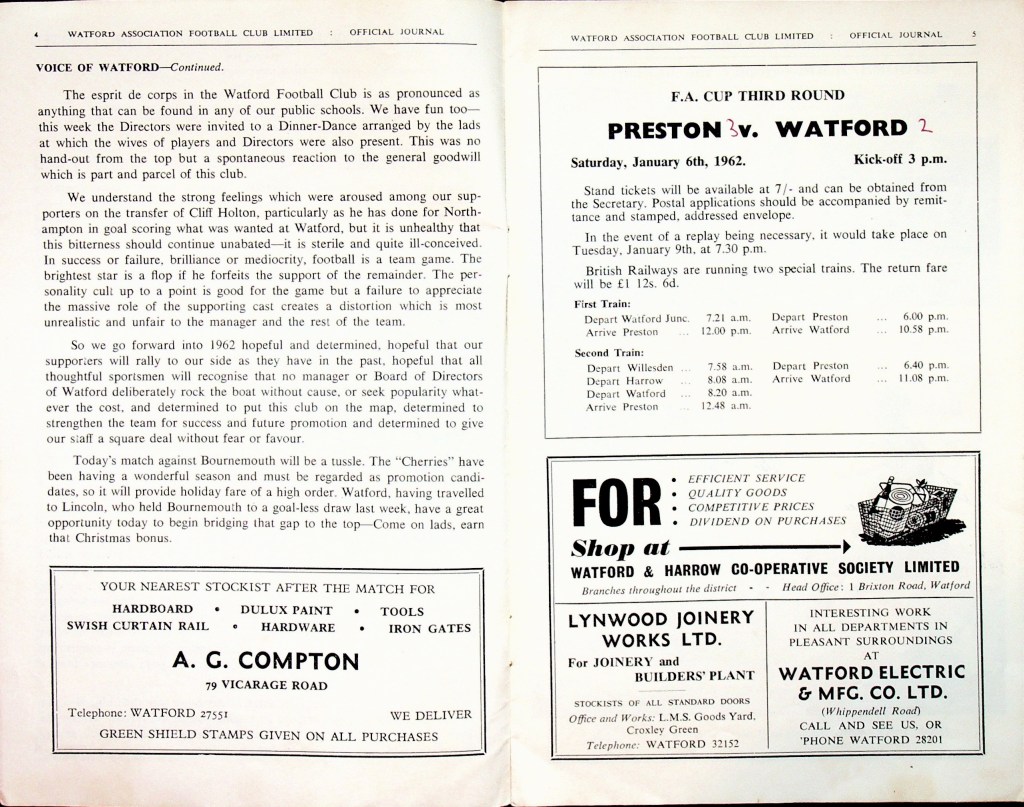 4 WATFORD ASSOCIATION FOOTBALL CLUB LIMITED : OFFICIAL JOURNAL
VOICE OF WATFORD—Continued.
The esprit de corps in the Watford Football Club is as pronounced as
anything that can be found in any of our public schools. We have fun too—
this week the Directors were invited to a Dinner-Dance arranged by the lads
at which the wives of players and Directors were also present. This was no
hand-out from the top but a spontaneous reaction to the general goodwill
which is part and parcel of this club.
We understand the strong feelings which were aroused among our sup-
porters on the transfer of Cliff Holton, particularly as he has done for North-
ampton in goal scoring what was wanted at Watford, but it is unhealthy that
this bitterness should continue unabated—it is sterile and quite ill-conceived.
In success or failure, brilliance or mediocrity, football is a team game. The
brightest star is a flop if he forfeits the support of the remainder. The per-
sonality cult up to a point is good for the game but a failure to appreciate
the massive role of the supporting cast creates a distortion which is most
unrealistic and unfair to the manager and the rest of the team.
So we go forward into 1962 hopeful and determined, hopeful that our
supporters will rally to our side as they have in the past, hopeful that all
thoughtful sportsmen will recognise that no manager or Board of Directors
of Watford deliberately rock the boat without cause, or seek popularity what-
ever the cost, and determined to put this club on the map, determined to
strengthen the team for success and future promotion and determined to give
our staff a square deal without fear or favour.
Today's match against Bournemouth will be a tussle. The "Cherries" have
been having a wonderful season and must be regarded as promotion candi-
dates, so it will provide holiday fare of a high order. Watford, having travelled
to Lincoln, who held Bournemouth to a goal-less draw last week, have a great
opportunity today to begin bridging that gap to the top—Come on lads, earn
that Christmas bonus.
YOUR NEAREST STOCKIST AFTER THE MATCH FOR
HARDBOARD • DULUX PAINT • TOOLS
SWISH CURTAIN RAIL • HARDWARE • IRON GATES
A. G. COMPTON
79 VICARAGE ROAD
Telephone: WATFORD 27551 WE DELIVER
GREEN SHIELD STAMPS GIVEN ON ALL PURCHASES
WATFORD ASSOCIATION FOOTBALL CLUB LIMITED : OFFICIAL JOURNAL 5
F.A. CUP THIRD ROUND
PRESTON 3 v. WATFORD 2
Saturday, January 6th, 1962. Kick-off 3 p.m.
Stand tickets will be available at 7/- and can be obtained from
the Secretary. Postal applications should be accompanied by remit-
tance and stamped, addressed envelope.
In the event of a replay being necessary, it would take place on
Tuesday, January 9th, at 7.30 p.m.
British Railways are running two special trains. The return fare
will be £1 12s. 6d.
First Train:
Depart Watford Junc. 7.21 a.m. Depart Preston ... 6.00 p.m.
Arrive Preston ... 12.00 p.m. Arrive Watford ... 10.58 p.m.
Second Train:
Depart Willesden ... 7.58 a.m. Depart Preston ... 6.40 p.m.
Depart Harrow ... 8.08 a.m. Arrive Watford ... 11.08 p.m.
Depart Watford ... 8.20 a.m.
Arrive Preston ... 12.48 a.m.
FOR : EFFICIENT SERVICE
: QUALITY GOODS
: COMPETITIVE PRICES
: DIVIDEND ON PURCHASES
Shop at
WATFORD & HARROW CO-OPERATIVE SOCIETY LIMITED
Branches throughout the district - - Head Office: 1 Brixton Road, Watford
LYNWOOD JOINERY
WORKS LTD.
For JOINERY and
BUILDERS' PLANT
STOCKISTS OF ALL STANDARD DOORS
Office and Works: L.M.S. Goods Yard,
Croxley Green
Telephone: WATFORD 32152
INTERESTING WORK
IN ALL DEPARTMENTS IN
PLEASANT SURROUNDINGS
AT
WATFORD ELECTRIC
& MFG. CO. LTD.
(Whippendell Road)
CALL AND SEE US, OR
'PHONE WATFORD 28201